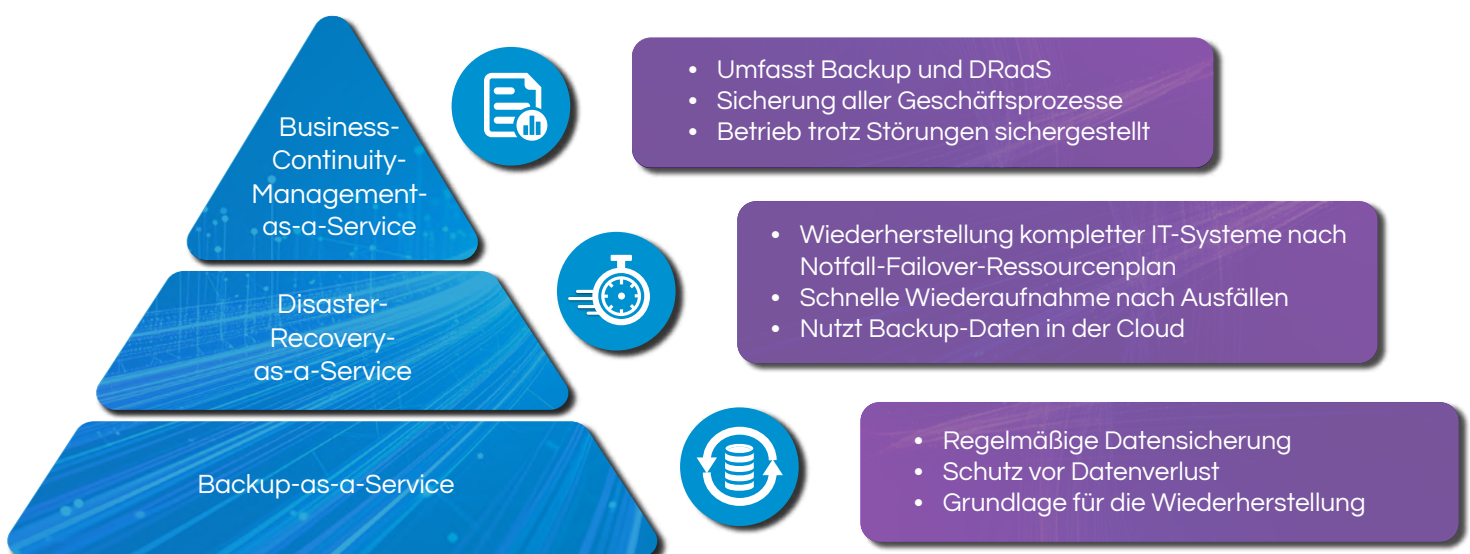 Business-
Continuity-
Management-
as-a-Service
• Umfasst Backup und DRaaS
• Sicherung aller Geschäftsprozesse
• Betrieb trotz Störungen sichergestellt
Disaster-
Recovery-
as-a-Service
• Wiederherstellung kompletter IT-Systeme nach
Notfall-Failover-Ressourcenplan
• Schnelle Wiederaufnahme nach Ausfällen
• Nutzt Backup-Daten in der Cloud
Backup-as-a-Service
• Regelmäßige Datensicherung
• Schutz vor Datenverlust
• Grundlage für die Wiederherstellung